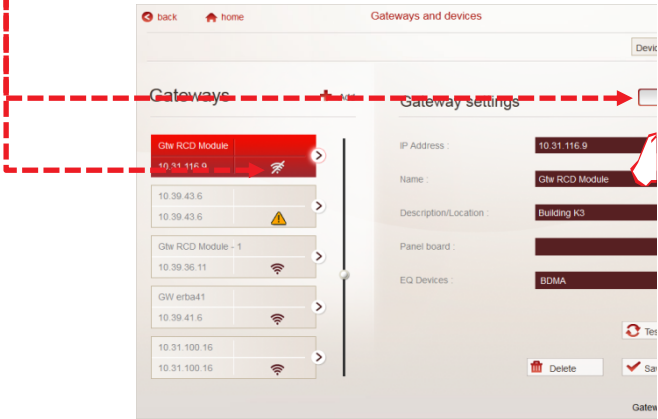 back home Gateways and devices
Gateways Add Gateway settings
Gtw RCD Module
10.31.116.9
10.39.43.6
10.39.43.6
Gtw RCD Module - 1
10.39.36.11
GW erba41
10.39.41.6
10.31.100.16
10.31.100.16
IP Address : 10.31.116.9
Name : Gtw RCD Module
Description/Location : Building K3
Panel board :
EQ Devices : BDMA
Delete